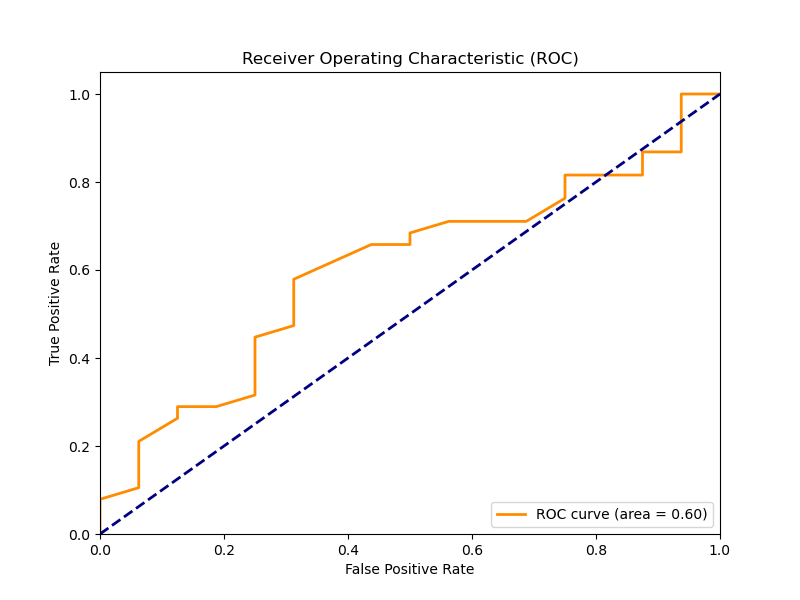 Receiver Operating Characteristic (ROC)
1.0
0.8
0.6
0.4
0.2
0.0
True Positive Rate
ROC curve (area = 0.60)
0.0 0.2 0.4 0.6 0.8 1.0
False Positive Rate